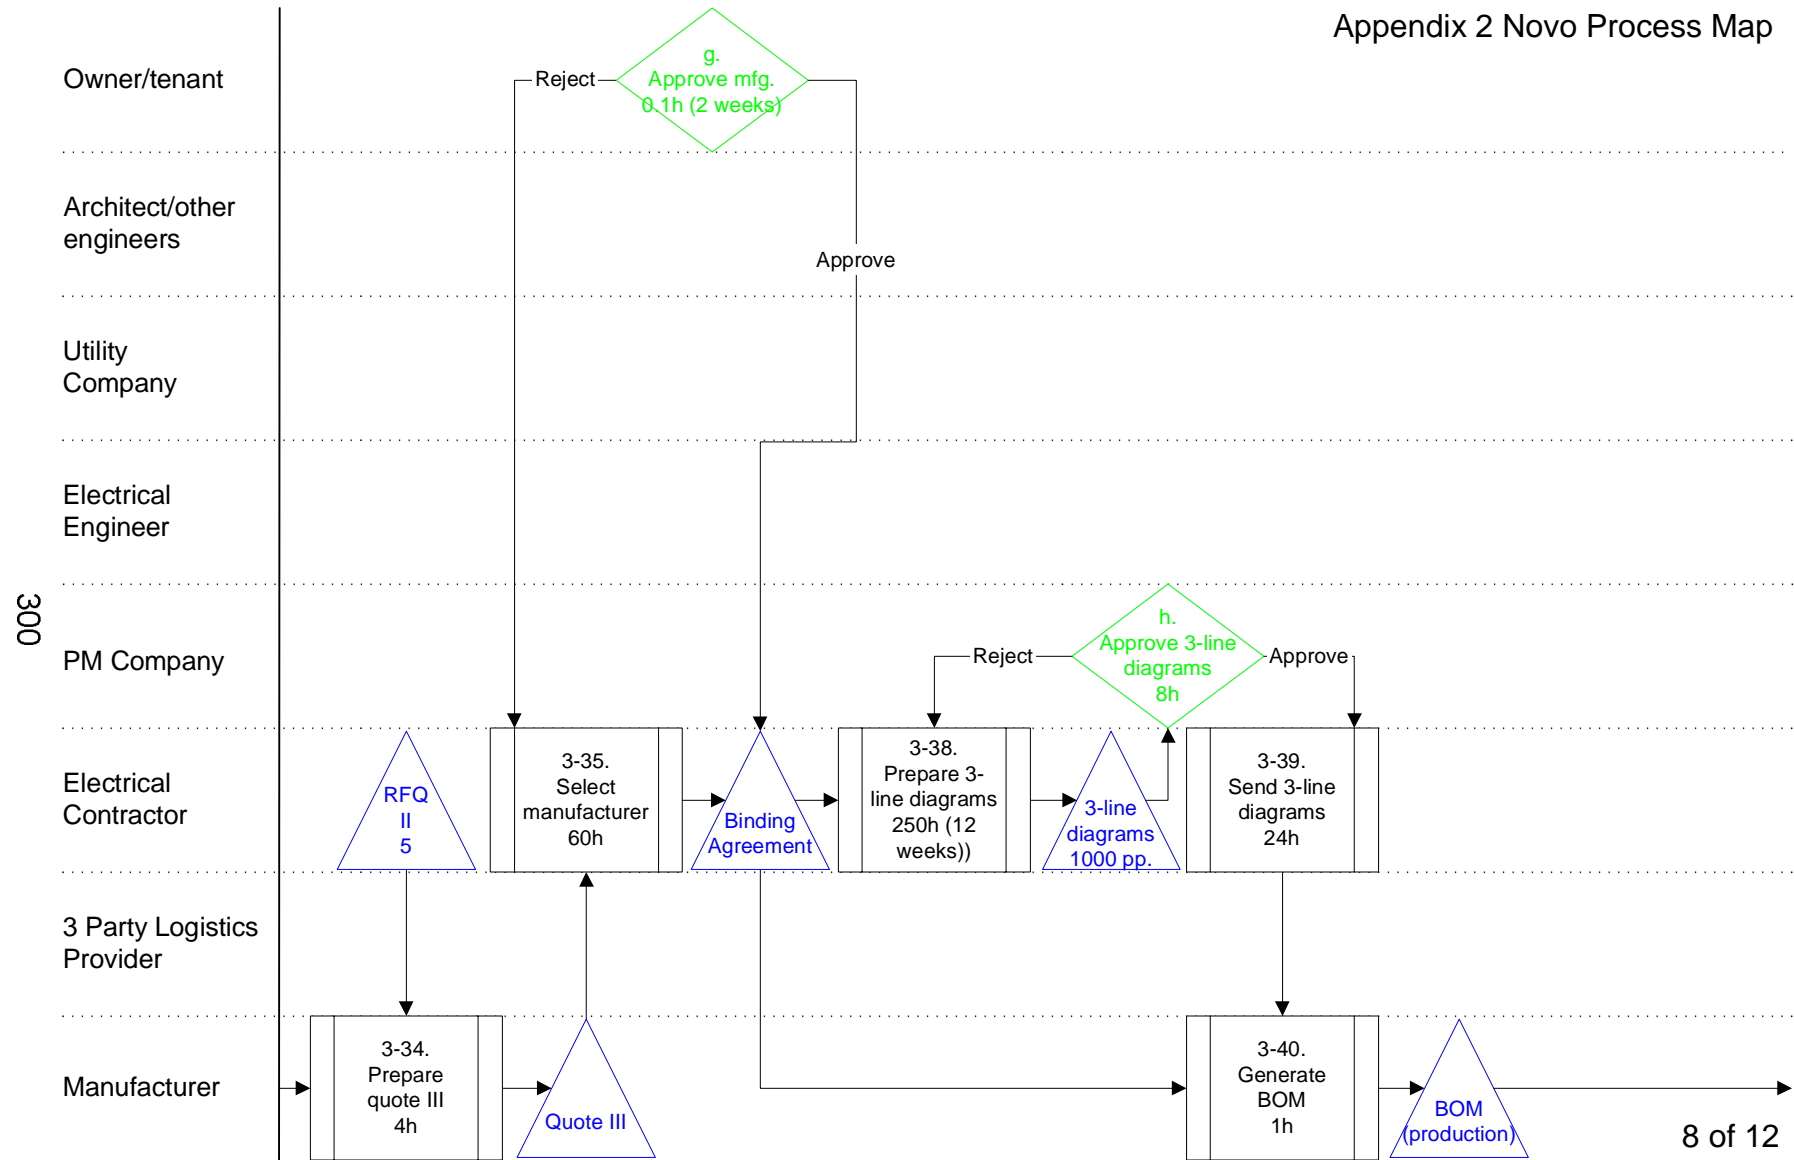 Appendix 2 Novo Process Map
Owner/tenant
Reject
g.
Approve mfg.
0.1h (2 weeks)
Architect/other
engineers
Approve
Utility
Company
Electrical
Engineer
300
PM Company
Reject
h.
Approve 3-line
diagrams
8h
Approve
Electrical
Contractor
RFQ
II
5
3-35.
Select
manufacturer
60h
Binding
Agreement
3-38.
Prepare 3-
line diagrams
250h (12
weeks))
3-line
diagrams
1000 pp.
3-39.
Send 3-line
diagrams
24h
3 Party Logistics
Provider
Manufacturer
3-34.
Prepare
quote III
4h
Quote III
3-40.
Generate
BOM
1h
BOM
(production)
8 of 12